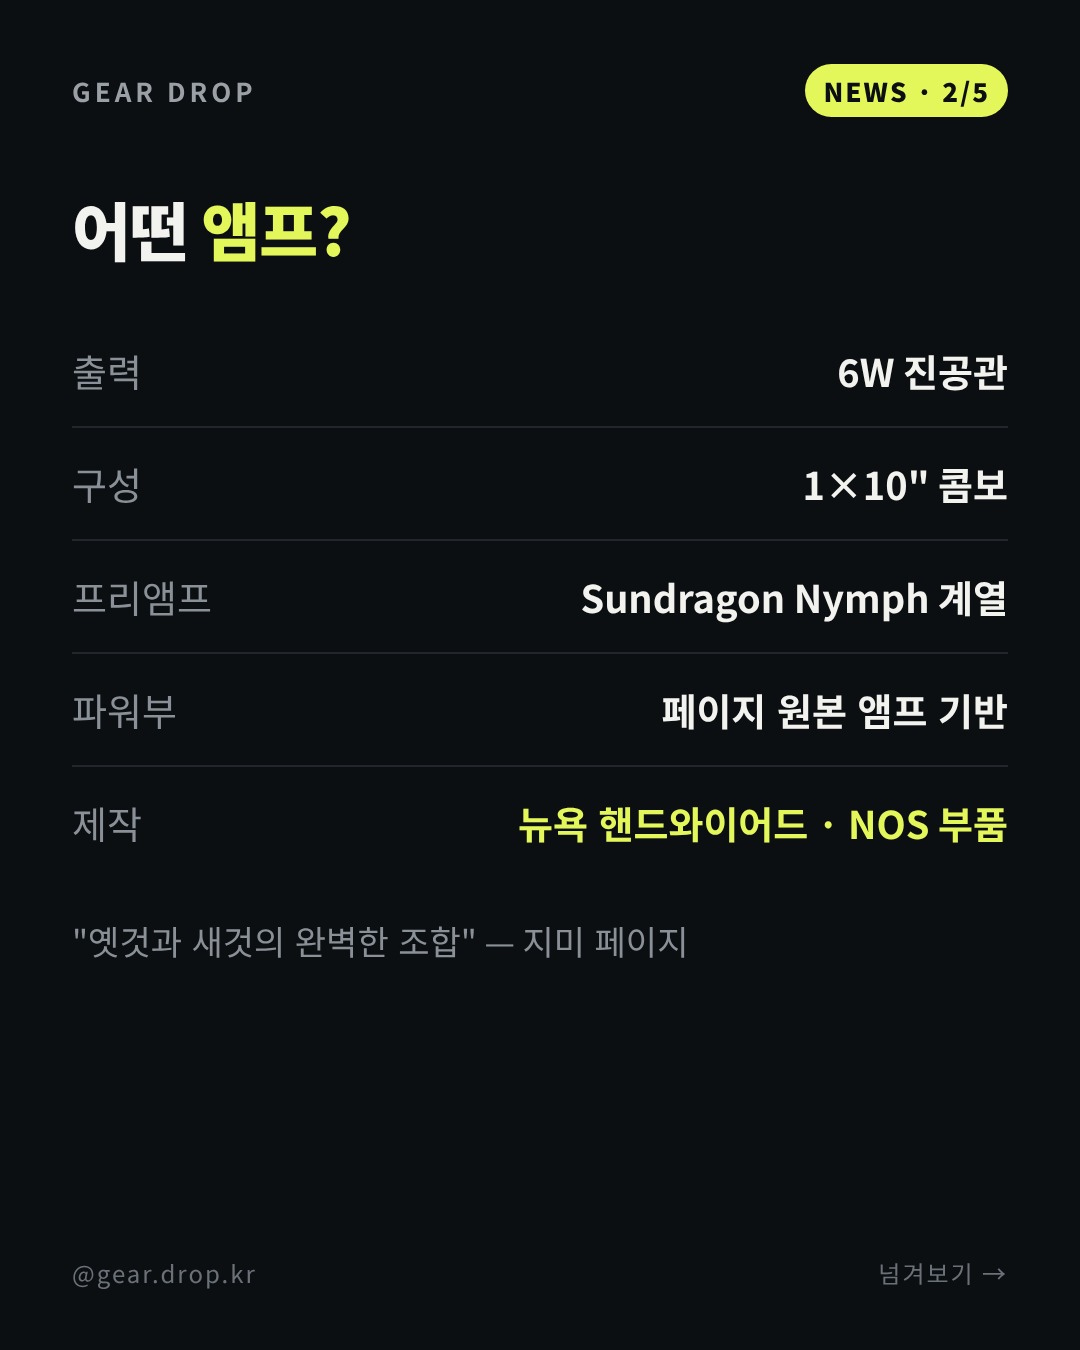 GEAR DROP
NEWS · 2/5
어떤 앰프?
출력 6W 진공관
구성 1×10" 콤보
프리앰프 Sundragon Nymph 계열
파워부 페이지 원본 앰프 기반
제작 뉴욕 핸드와이어드 · NOS 부품
"옛것과 새것의 완벽한 조합" — 지미 페이지
@gear.drop.kr
넘겨보기 →